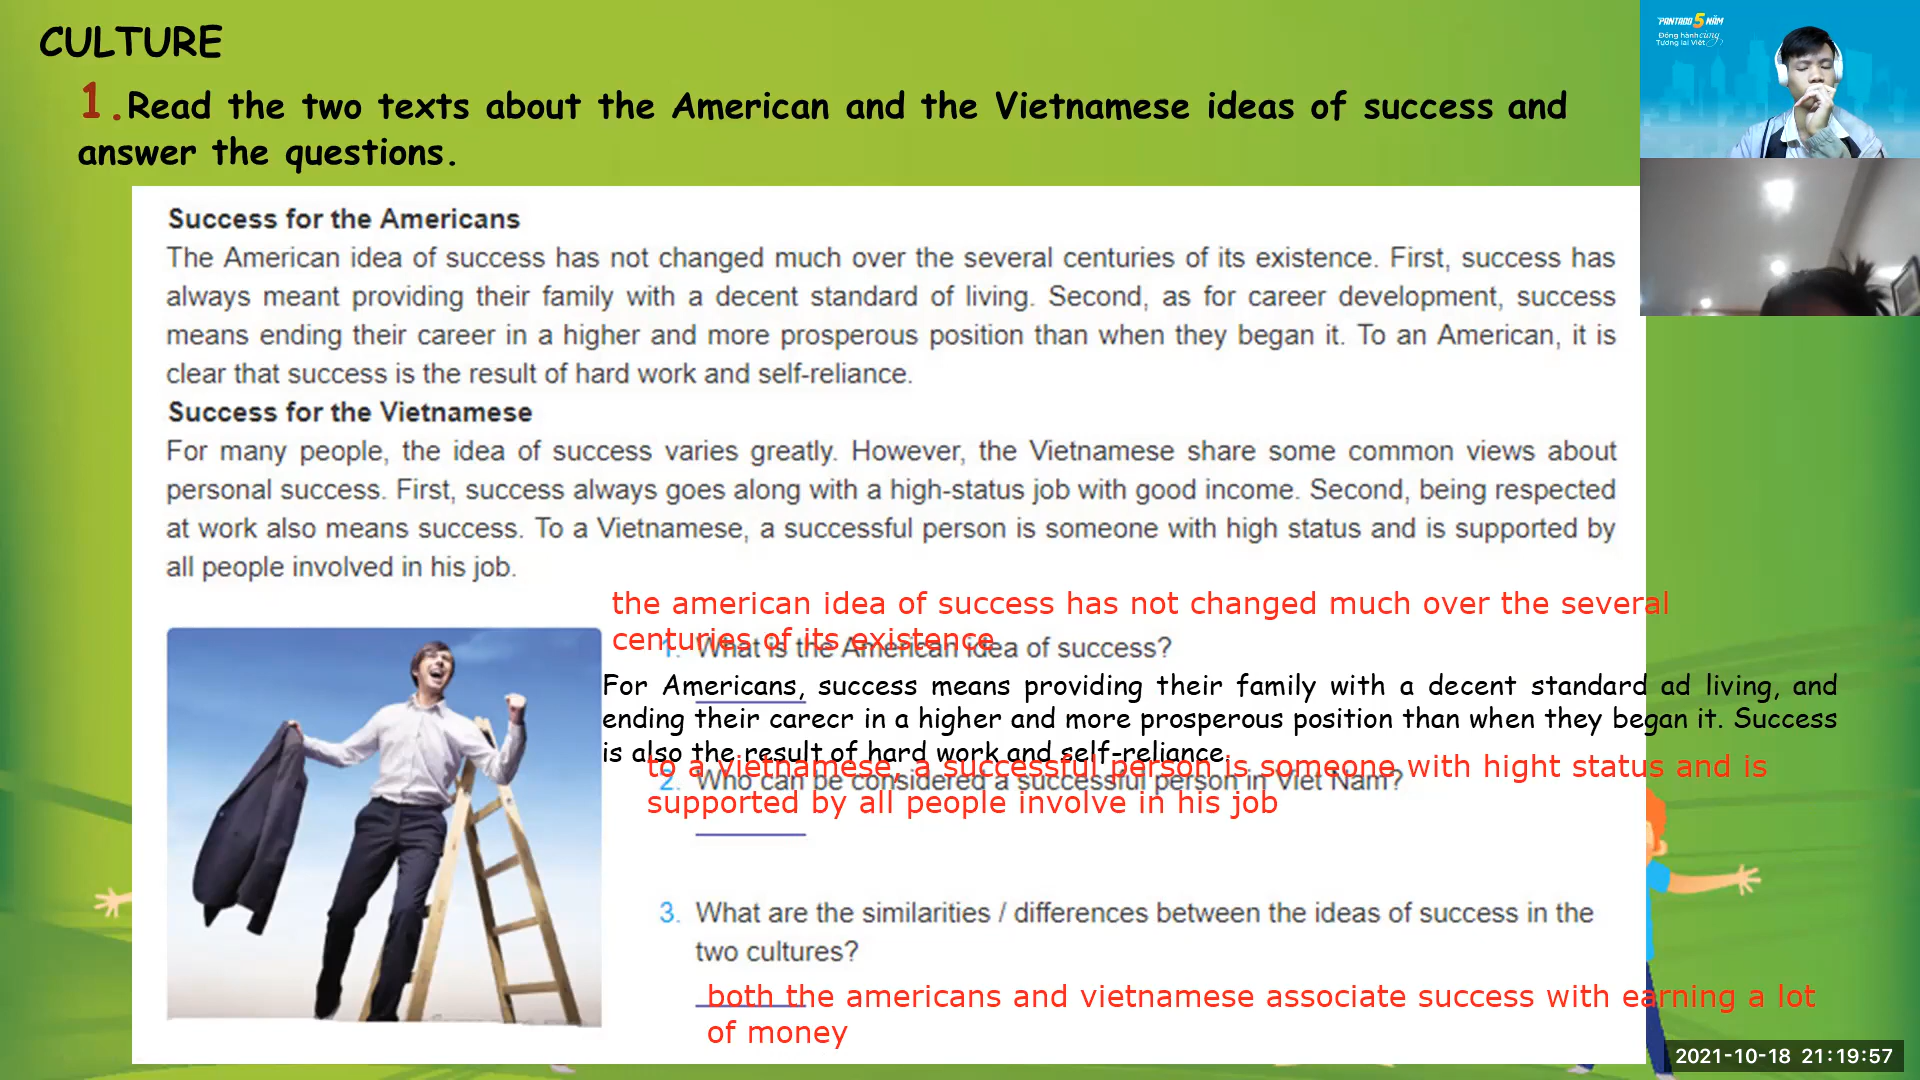 CULTURE
1.Read the two texts about the American and the Vietnamese ideas of success and
answer the questions.
PANTADO 5 NĂM
Đồng hành cùng
Tương lai Việt
Success for the Americans
The American idea of success has not changed much over the several centuries of its existence. First, success has
always meant providing their family with a decent standard of living. Second, as for career development, success
means ending their career in a higher and more prosperous position than when they began it. To an American, it is
clear that success is the result of hard work and self-reliance.
Success for the Vietnamese
For many people, the idea of success varies greatly. However, the Vietnamese share some common views about
personal success. First, success always goes along with a high-status job with good income. Second, being respected
at work also means success. To a Vietnamese, a successful person is someone with high status and is supported by
all people involved in his job.
the american idea of success has not changed much over the several
centuries of its existence
1. What is the American idea of success?
For Americans, success means providing their family with a decent standard ad living, and
ending their carecr in a higher and more prosperous position than when they began it. Success
is also the result of hard work and self-reliance.
to a vietnamese, a successful person is someone with hight status and is
2. Who can be considered a successful person in Viet Nam?
supported by all people involve in his job
3. What are the similarities / differences between the ideas of success in the
two cultures?
both the americans and vietnamese associate success with earning a lot
of money
2021-10-18 21:19:57